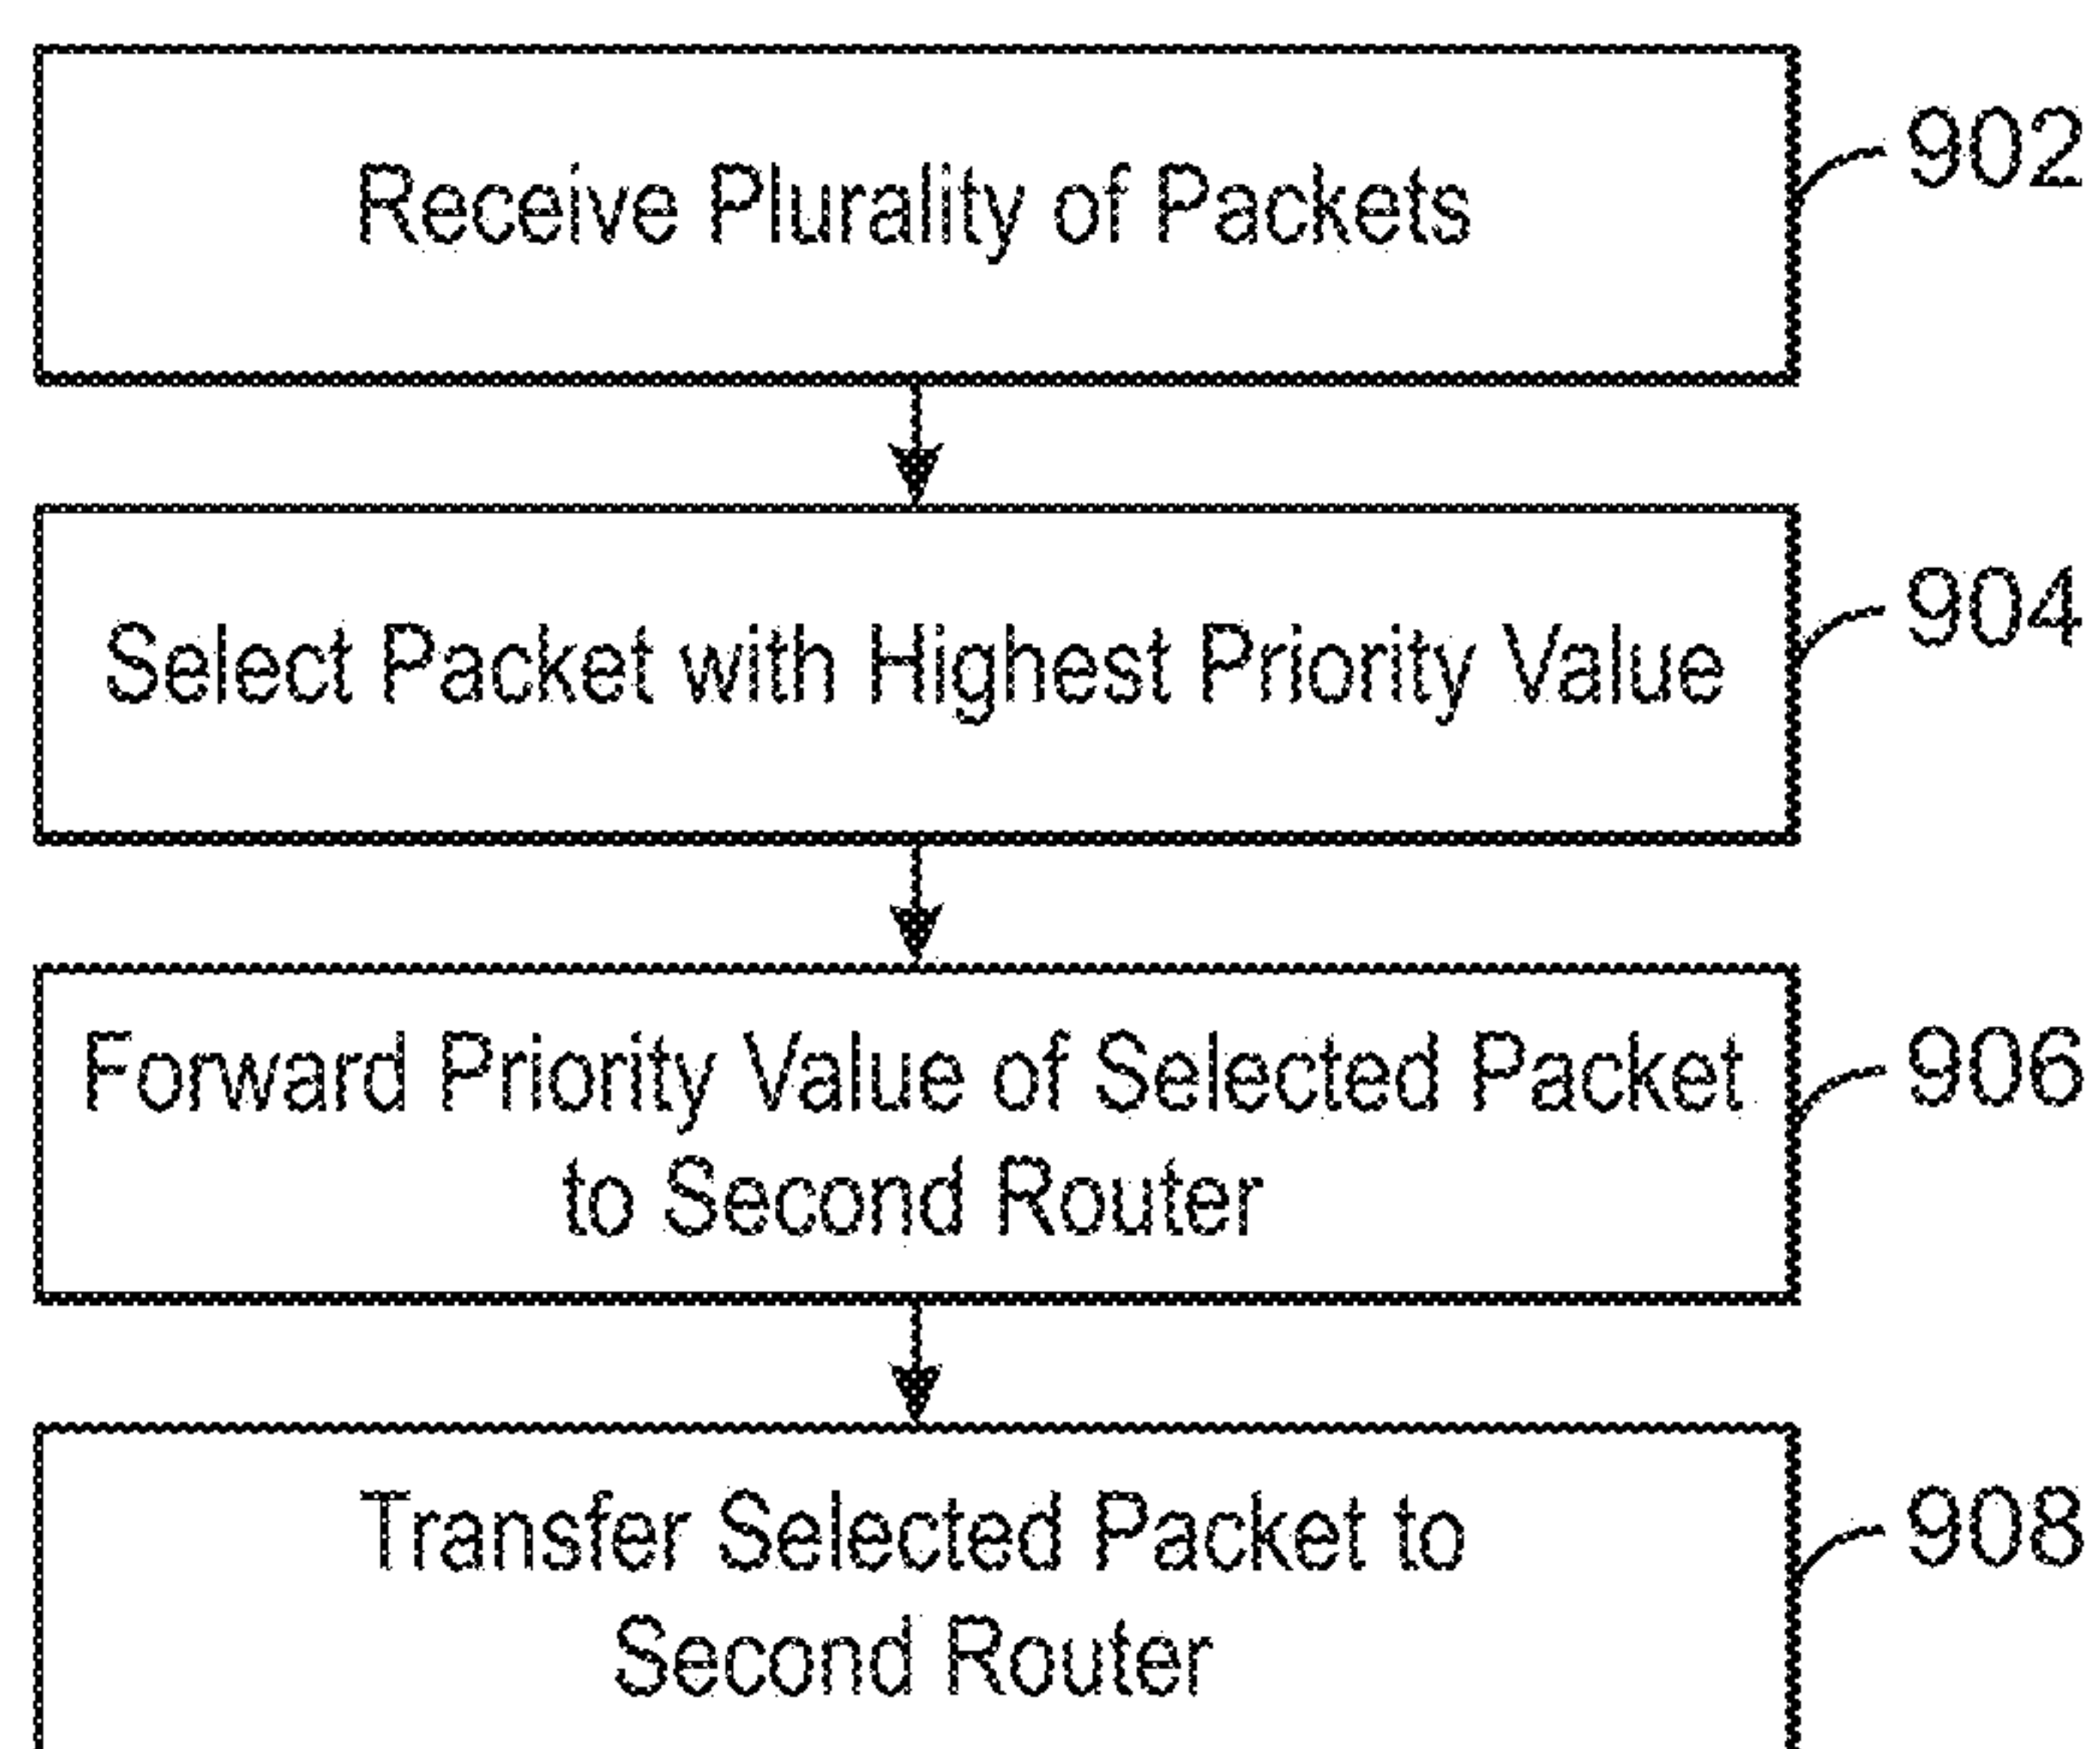 Receive Plurality of Packets
902
Select Packet with Highest Priority Value
904
Forward Priority Value of Selected Packet
to Second Router
906
Transfer Selected Packet to
Second Router
908